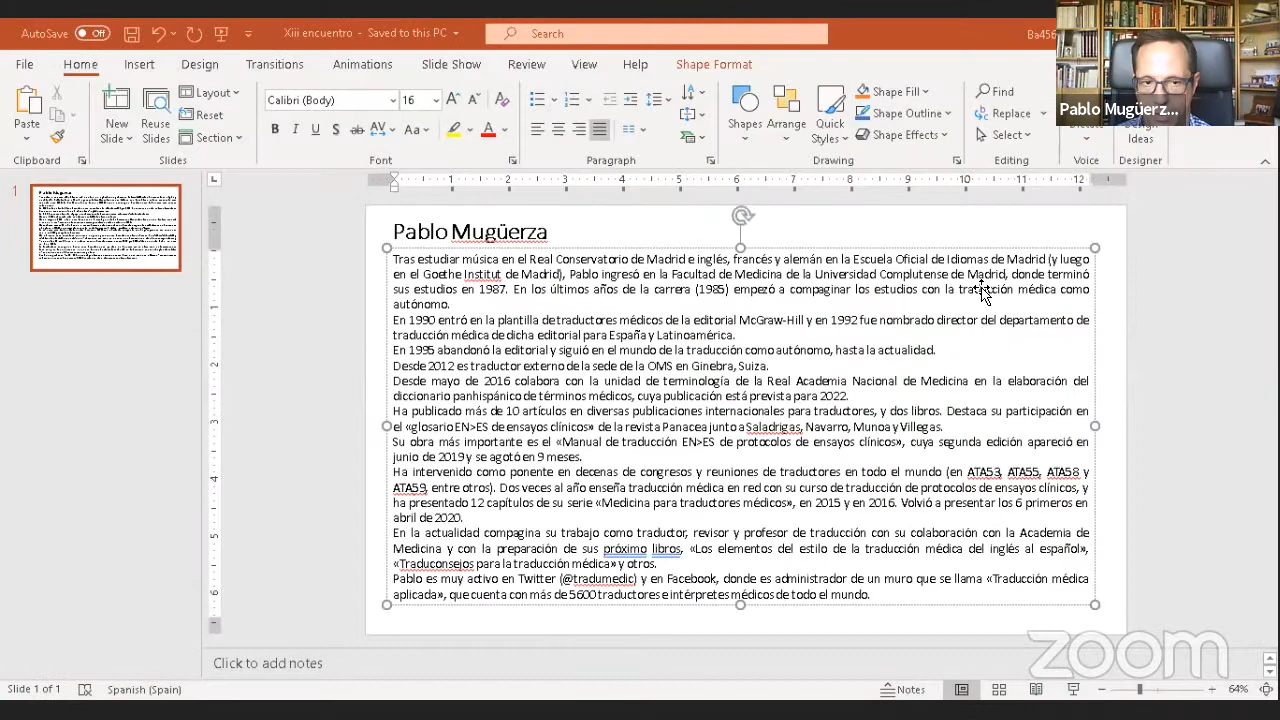 AutoSave Off Xiii encuentro - Saved to this PC Search Ba456
File Home Insert Design Transitions Animations Slide Show Review View Help Shape Format
Paste New Slide Reuse Slides Layout Reset Section Calibri (Body) 16 Shapes Arrange Quick Styles Shape Fill Shape Outline Shape Effects Find Replace Select Dictate Design Ideas
Clipboard Slides Font Paragraph Drawing Editing Voice Designer
Pablo Mugüerz...
1
1 2 3 4 5 6 7 8 9 10 11 12
Pablo Mugüerza
Tras estudiar música en el Real Conservatorio de Madrid e inglés, francés y alemán en la Escuela Oficial de Idiomas de Madrid (y luego
en el Goethe Institut de Madrid), Pablo ingresó en la Facultad de Medicina de la Universidad Complutense de Madrid, donde terminó
sus estudios en 1987. En los últimos años de la carrera (1985) empezó a compaginar los estudios con la traducción médica como
autónomo.
En 1990 entró en la plantilla de traductores médicos de la editorial McGraw-Hill y en 1992 fue nombrado director del departamento de
traducción médica de dicha editorial para España y Latinoamérica.
En 1995 abandonó la editorial y siguió en el mundo de la traducción como autónomo, hasta la actualidad.
Desde 2012 es traductor externo de la sede de la OMS en Ginebra, Suiza.
Desde mayo de 2016 colabora con la unidad de terminología de la Real Academia Nacional de Medicina en la elaboración del
diccionario panhispánico de términos médicos, cuya publicación está prevista para 2022.
Ha publicado más de 10 artículos en diversas publicaciones internacionales para traductores, y dos libros. Destaca su participación en
el «glosario EN>ES de ensayos clínicos» de la revista Panacea junto a Saladrigas, Navarro, Munoa y Villegas.
Su obra más importante es el «Manual de traducción EN>ES de protocolos de ensayos clínicos», cuya segunda edición apareció en
junio de 2019 y se agotó en 9 meses.
Ha intervenido como ponente en decenas de congresos y reuniones de traductores en todo el mundo (en ATA53, ATA55, ATA58 y
ATA59, entre otros). Dos veces al año enseña traducción médica en red con su curso de traducción de protocolos de ensayos clínicos, y
ha presentado 12 capítulos de su serie «Medicina para traductores médicos», en 2015 y en 2016. Volvió a presentar los 6 primeros en
abril de 2020.
En la actualidad compagina su trabajo como traductor, revisor y profesor de traducción con su colaboración con la Academia de
Medicina y con la preparación de sus próximo libros, «Los elementos del estilo de la traducción médica del inglés al español»,
«Traduconsejos para la traducción médica» y otros.
Pablo es muy activo en Twitter (@tradumedic) y en Facebook, donde es administrador de un muro que se llama «Traducción médica
aplicada», que cuenta con más de 5600 traductores e intérpretes médicos de todo el mundo.
zoom
Click to add notes
Slide 1 of 1 Spanish (Spain) Notes 64%